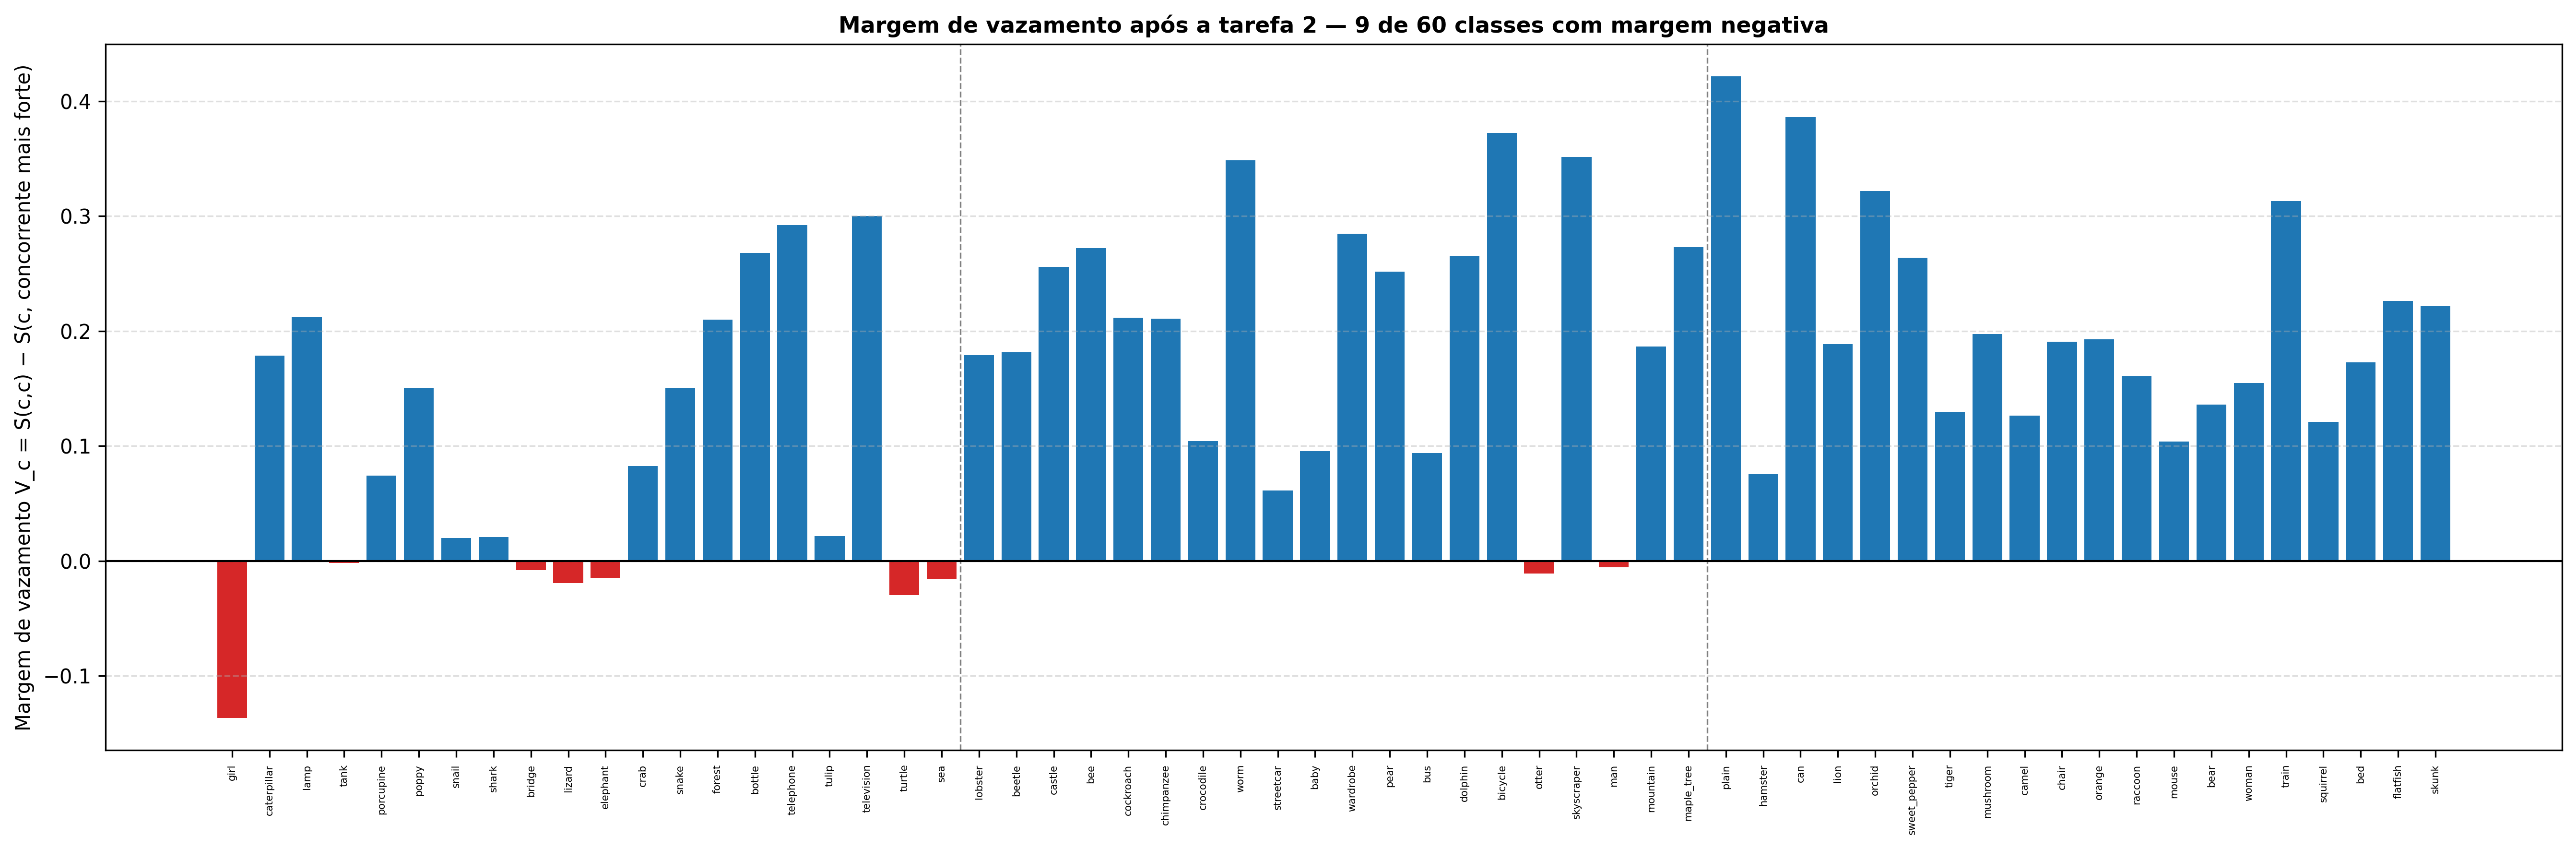 Margem de vazamento após a tarefa 2 — 9 de 60 classes com margem negativa
Margem de vazamento V_c = S(c,c) − S(c, concorrente mais forte)
0.4
0.3
0.2
0.1
0.0
−0.1
girl
caterpillar
lamp
tank
porcupine
poppy
snail
shark
bridge
lizard
elephant
crab
snake
forest
bottle
telephone
tulip
television
turtle
sea
lobster
beetle
castle
bee
cockroach
chimpanzee
crocodile
worm
streetcar
baby
wardrobe
pear
bus
dolphin
bicycle
otter
skyscraper
man
mountain
maple_tree
plain
hamster
can
lion
orchid
sweet_pepper
tiger
mushroom
camel
chair
orange
raccoon
mouse
bear
woman
train
squirrel
bed
flatfish
skunk